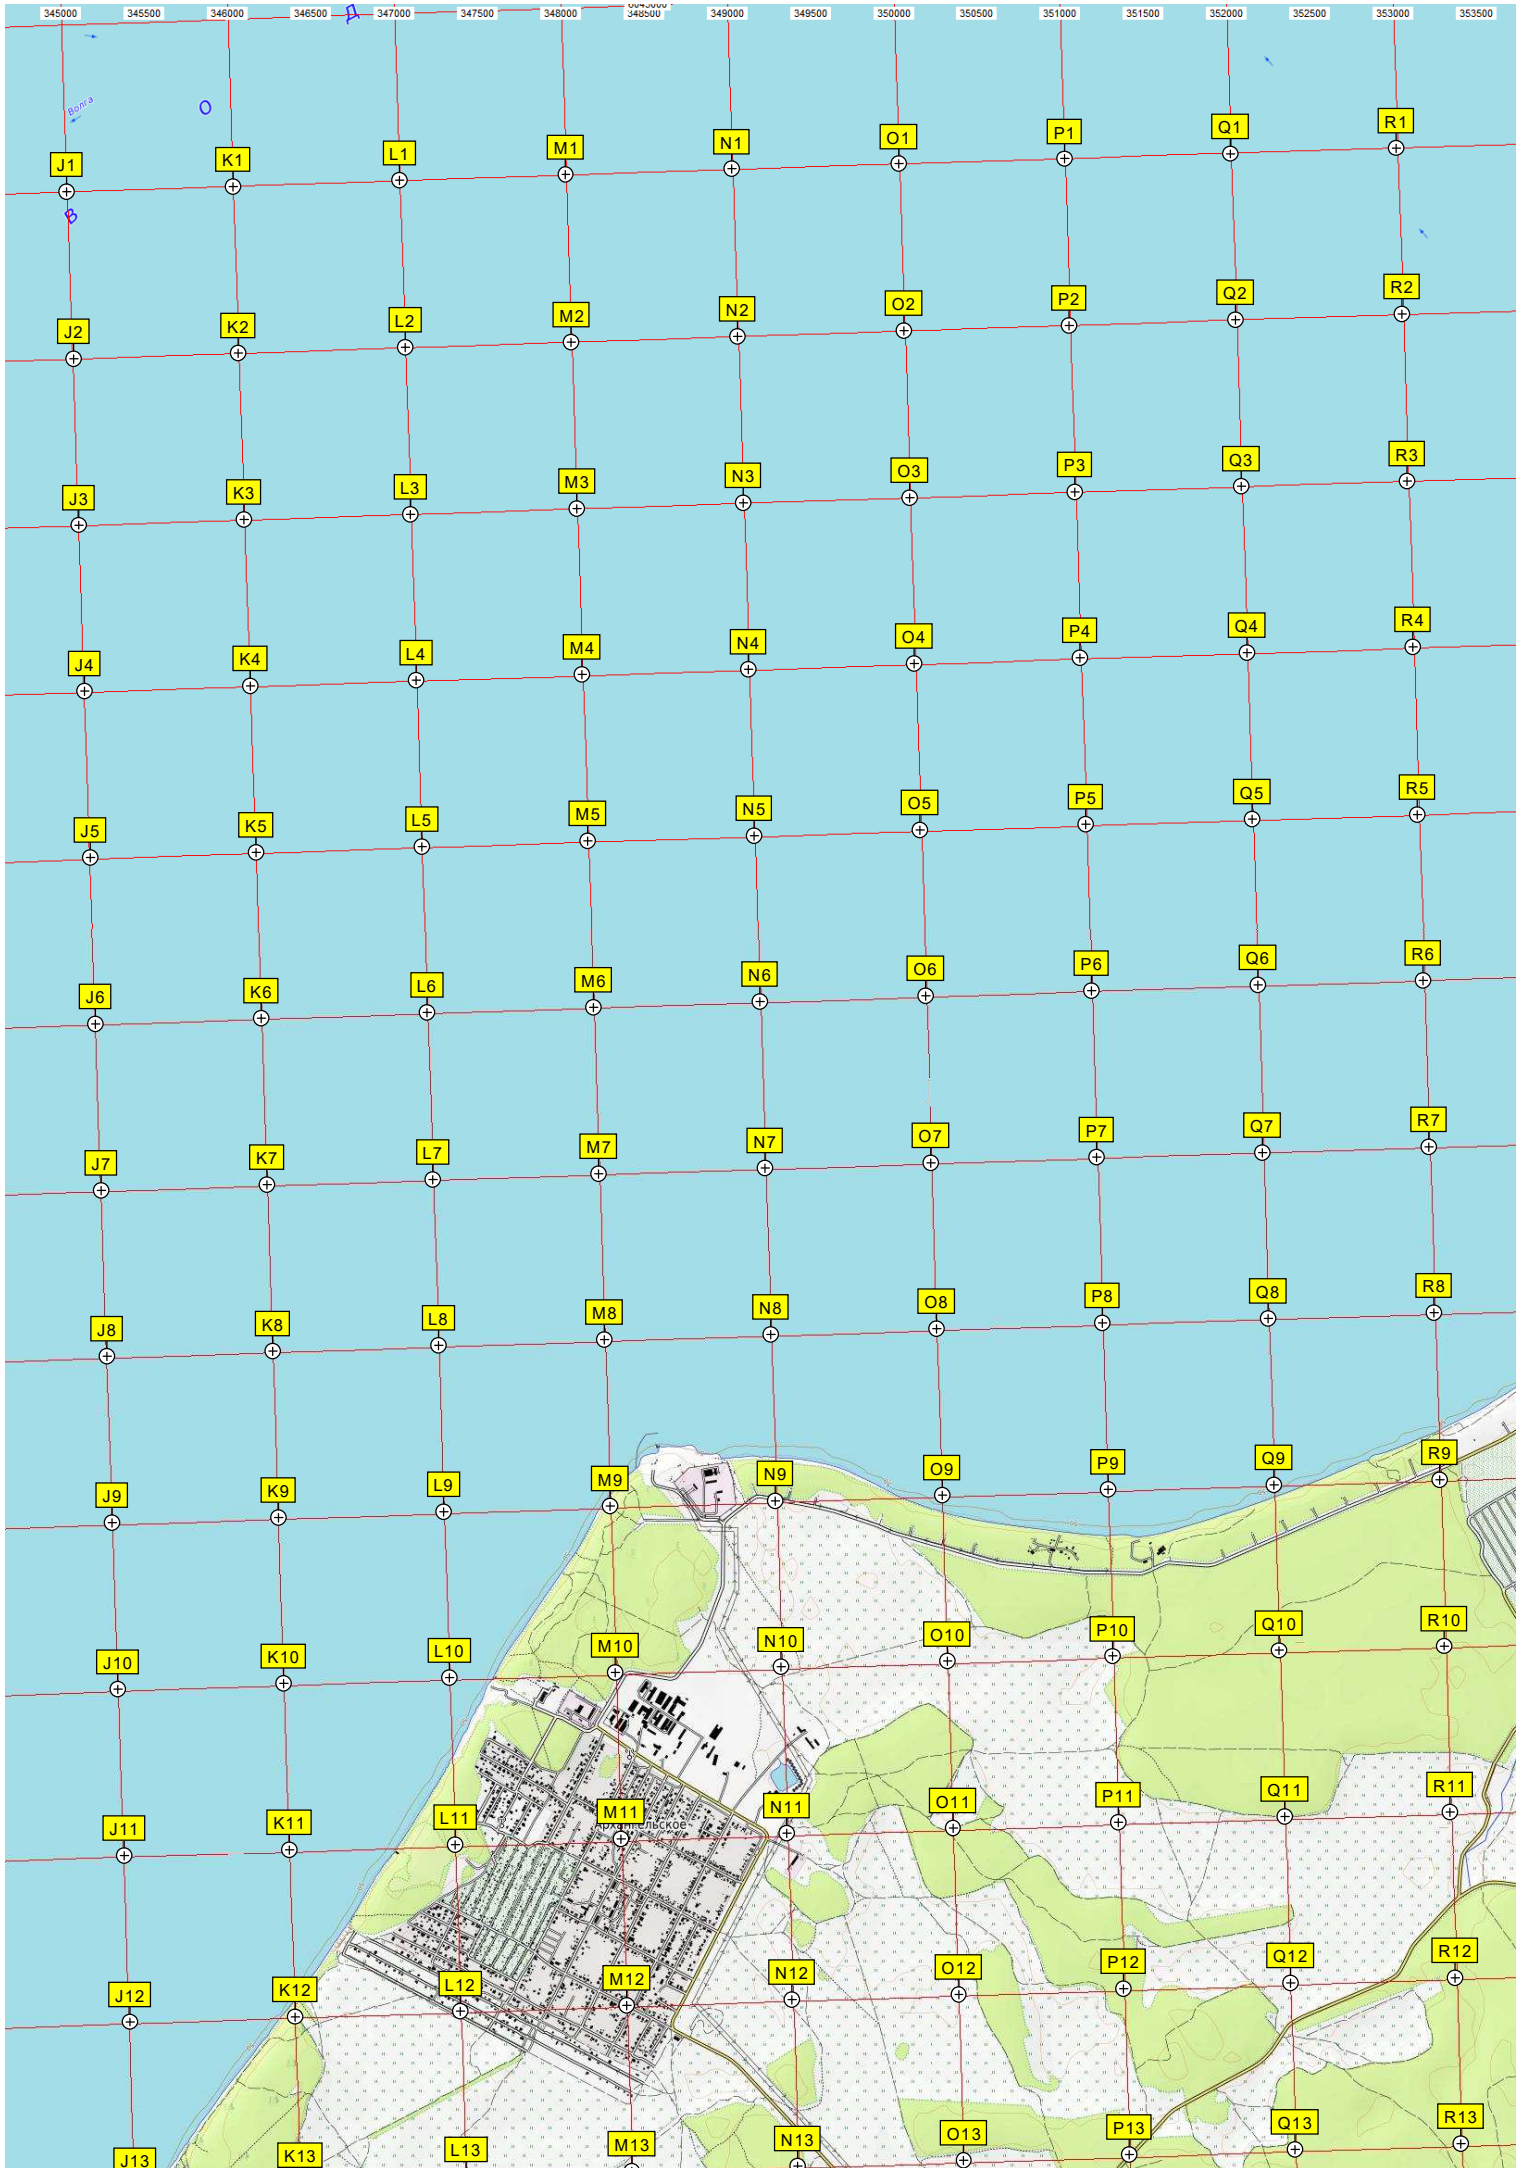 6045000
345000 345500 346000 346500 347000 347500 348000 348500 349000 349500 350000 350500 351000 351500 352000 352500 353000 353500
Д
О
Волга
В
J1 K1 L1 M1 N1 O1 P1 Q1 R1
J2 K2 L2 M2 N2 O2 P2 Q2 R2
J3 K3 L3 M3 N3 O3 P3 Q3 R3
J4 K4 L4 M4 N4 O4 P4 Q4 R4
J5 K5 L5 M5 N5 O5 P5 Q5 R5
J6 K6 L6 M6 N6 O6 P6 Q6 R6
J7 K7 L7 M7 N7 O7 P7 Q7 R7
J8 K8 L8 M8 N8 O8 P8 Q8 R8
J9 K9 L9 M9 N9 O9 P9 Q9 R9
J10 K10 L10 M10 N10 O10 P10 Q10 R10
J11 K11 L11 M11 N11 O11 P11 Q11 R11
Архангельское
J12 K12 L12 M12 N12 O12 P12 Q12 R12
J13 K13 L13 M13 N13 O13 P13 Q13 R13